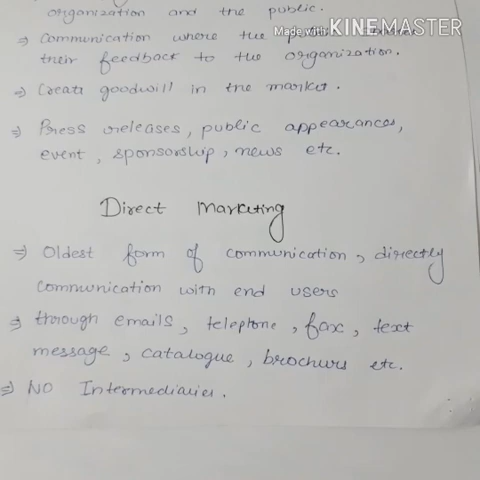 organization and the public.
Made with KINEMASTER
⇒ Communication where the
their feedback to the organization.
⇒ Create goodwill in the market.
⇒ Press releases, public appearances,
event, sponsorship, news etc.
Direct Marketing
⇒ Oldest form of communication, directly
communication with end users
⇒ through emails, telephone, fax, text
message, catalogue, brochurs etc.
⇒ NO Intermediaries.